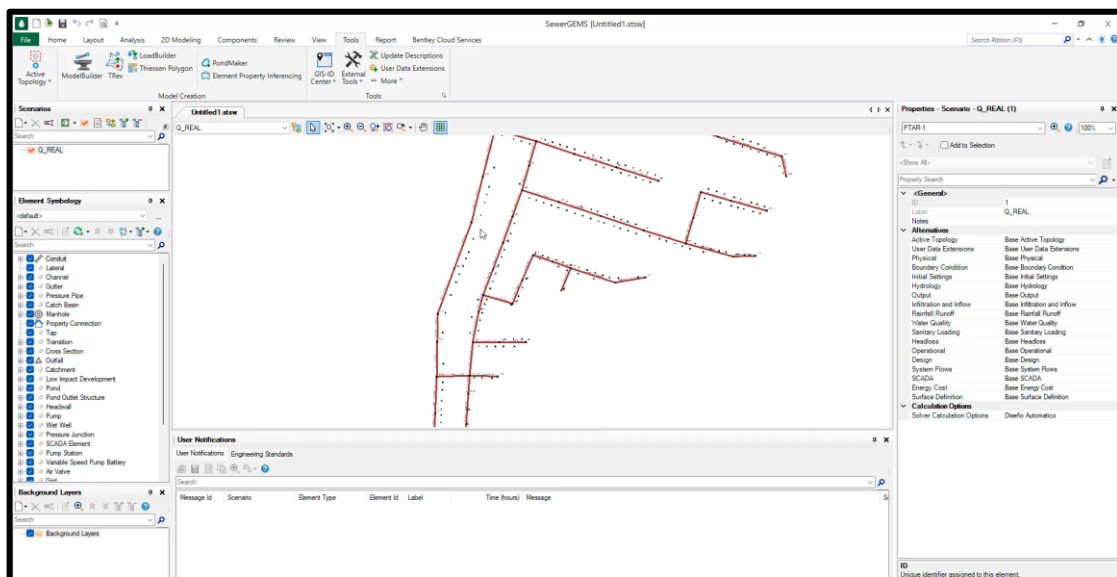 SewerGEMS [Untitled1.stsw]
File Home Layout Analysis 2D Modeling Components Review View Tools Report Bentley Cloud Services
Search Ribbon (F3)
Active Topology
ModelBuilder
TRex
LoadBuilder
Thiessen Polygon
PondMaker
Element Property Inferencing
Model Creation
GIS-ID Center
External Tools
Update Descriptions
User Data Extensions
More
Tools
Scenarios
Search
Q_REAL
Element Symbology
<default>
Search
Conduit
Lateral
Channel
Gutter
Pressure Pipe
Catch Basin
Manhole
Property Connection
Tap
Transition
Cross Section
Outfall
Catchment
Low Impact Development
Pond
Pond Outlet Structure
Headwall
Pump
Wet Well
Pressure Junction
SCADA Element
Pump Station
Variable Speed Pump Battery
Air Valve
Grid
Background Layers
Search
Background Layers
Untitled1.stsw
Q_REAL
User Notifications
User Notifications Engineering Standards
Search
Message Id Scenario Element Type Element Id Label Time (hours) Message S
Properties - Scenario - Q_REAL (1)
PTAR-1
100%
Add to Selection
<Show All>
Property Search
<General>
ID 1
Label Q_REAL
Notes
Alternatives
Active Topology Base Active Topology
User Data Extensions Base User Data Extensions
Physical Base Physical
Boundary Condition Base Boundary Condition
Initial Settings Base Initial Settings
Hydrology Base Hydrology
Output Base Output
Infiltration and Inflow Base Infiltration and Inflow
Rainfall Runoff Base Rainfall Runoff
Water Quality Base Water Quality
Sanitary Loading Base Sanitary Loading
Headloss Base Headloss
Operational Base Operational
Design Base Design
System Flows Base System Flows
SCADA Base SCADA
Energy Cost Base Energy Cost
Surface Definition Base Surface Definition
Calculation Options
Solver Calculation Options Diseño Automatico
ID
Unique identifier assigned to this element.